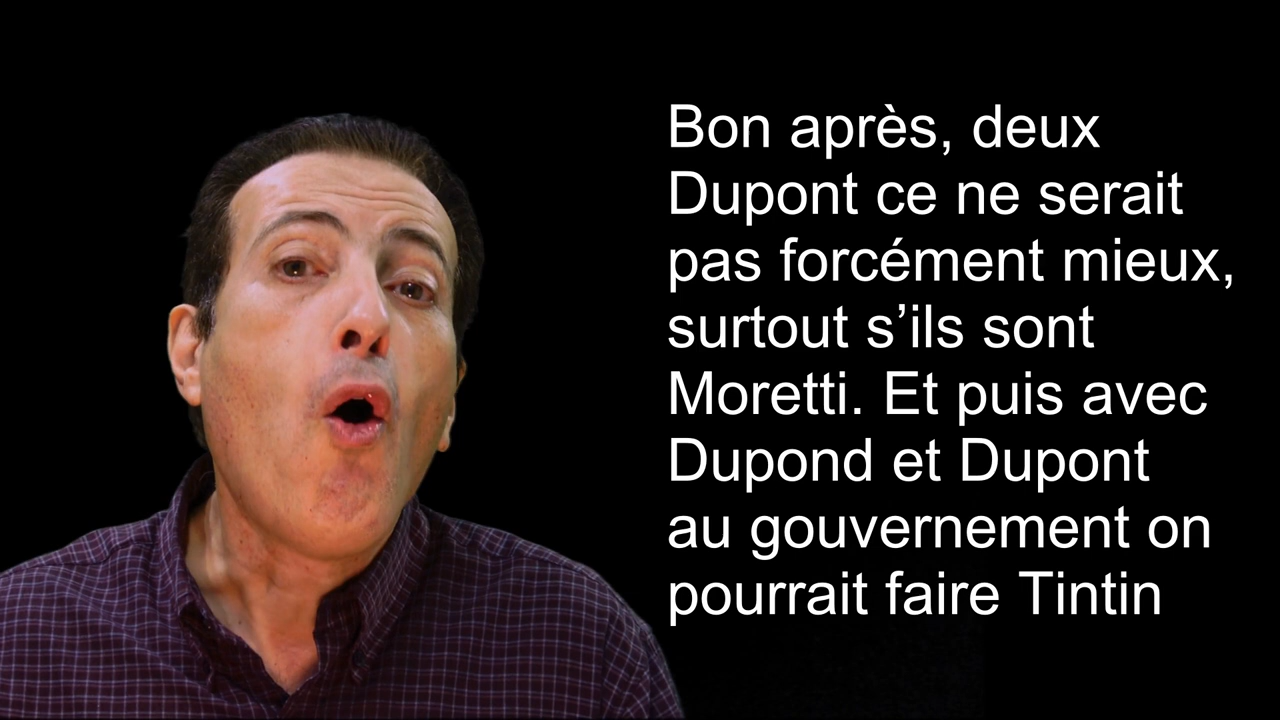 Bon après, deux
Dupont ce ne serait
pas forcément mieux,
surtout s’ils sont
Moretti. Et puis avec
Dupond et Dupont
au gouvernement on
pourrait faire Tintin